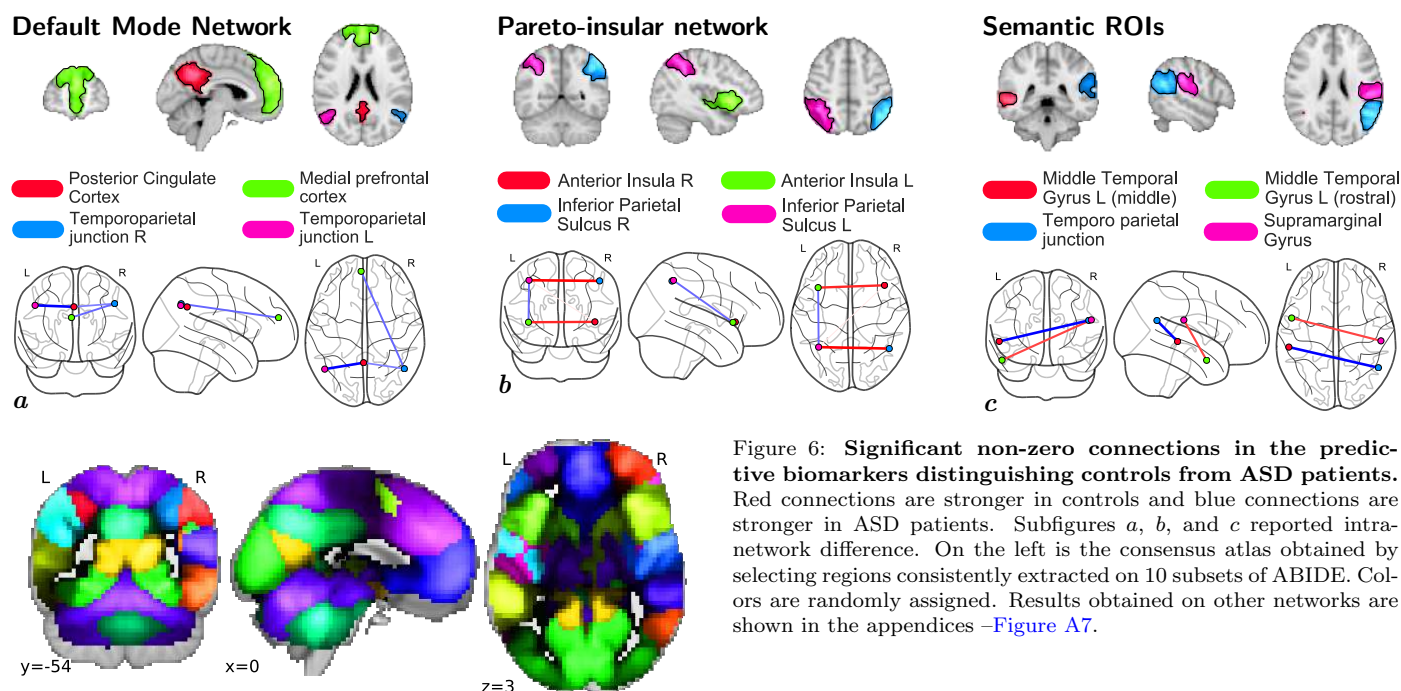 Default Mode Network
Posterior Cingulate
Cortex
Medial prefrontal
cortex
Temporoparietal
junction R
Temporoparietal
junction L
L R
L R
a
Pareto-insular network
Anterior Insula R
Anterior Insula L
Inferior Parietal
Sulcus R
Inferior Parietal
Sulcus L
L R
L R
b
Semantic ROIs
Middle Temporal
Gyrus L (middle)
Middle Temporal
Gyrus L (rostral)
Temporo parietal
junction
Supramarginal
Gyrus
L R
L R
c
L R
y=-54
x=0
L R
z=3
Figure 6: Significant non-zero connections in the predic-
tive biomarkers distinguishing controls from ASD patients.
Red connections are stronger in controls and blue connections are
stronger in ASD patients. Subfigures a, b, and c reported intra-
network difference. On the left is the consensus atlas obtained by
selecting regions consistently extracted on 10 subsets of ABIDE. Col-
ors are randomly assigned. Results obtained on other networks are
shown in the appendices –Figure A7.